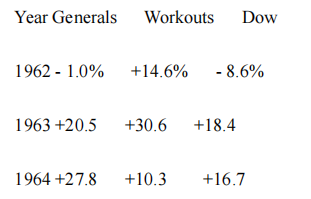 Year Generals Workouts Dow
1962 - 1.0% +14.6% - 8.6%
1963 +20.5 +30.6 +18.4
1964 +27.8 +10.3 +16.7